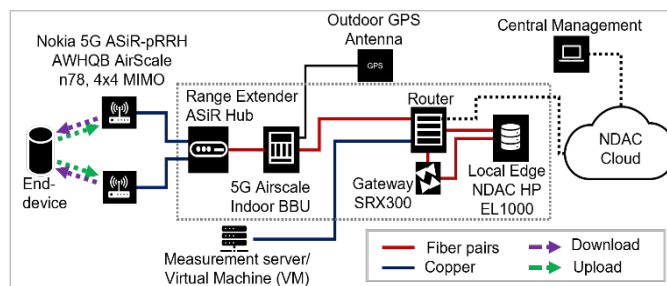 Nokia 5G ASiR-pRRH
AWHQB AirScale
n78, 4x4 MIMO
Outdoor GPS
Antenna
GPS
Central Management
Range Extender
ASiR Hub
Router
NDAC
Cloud
End-
device
5G Airscale
Indoor BBU
Gateway
SRX300
Local Edge
NDAC HP
EL1000
Measurement server/
Virtual Machine (VM)
Fiber pairs
Download
Copper
Upload